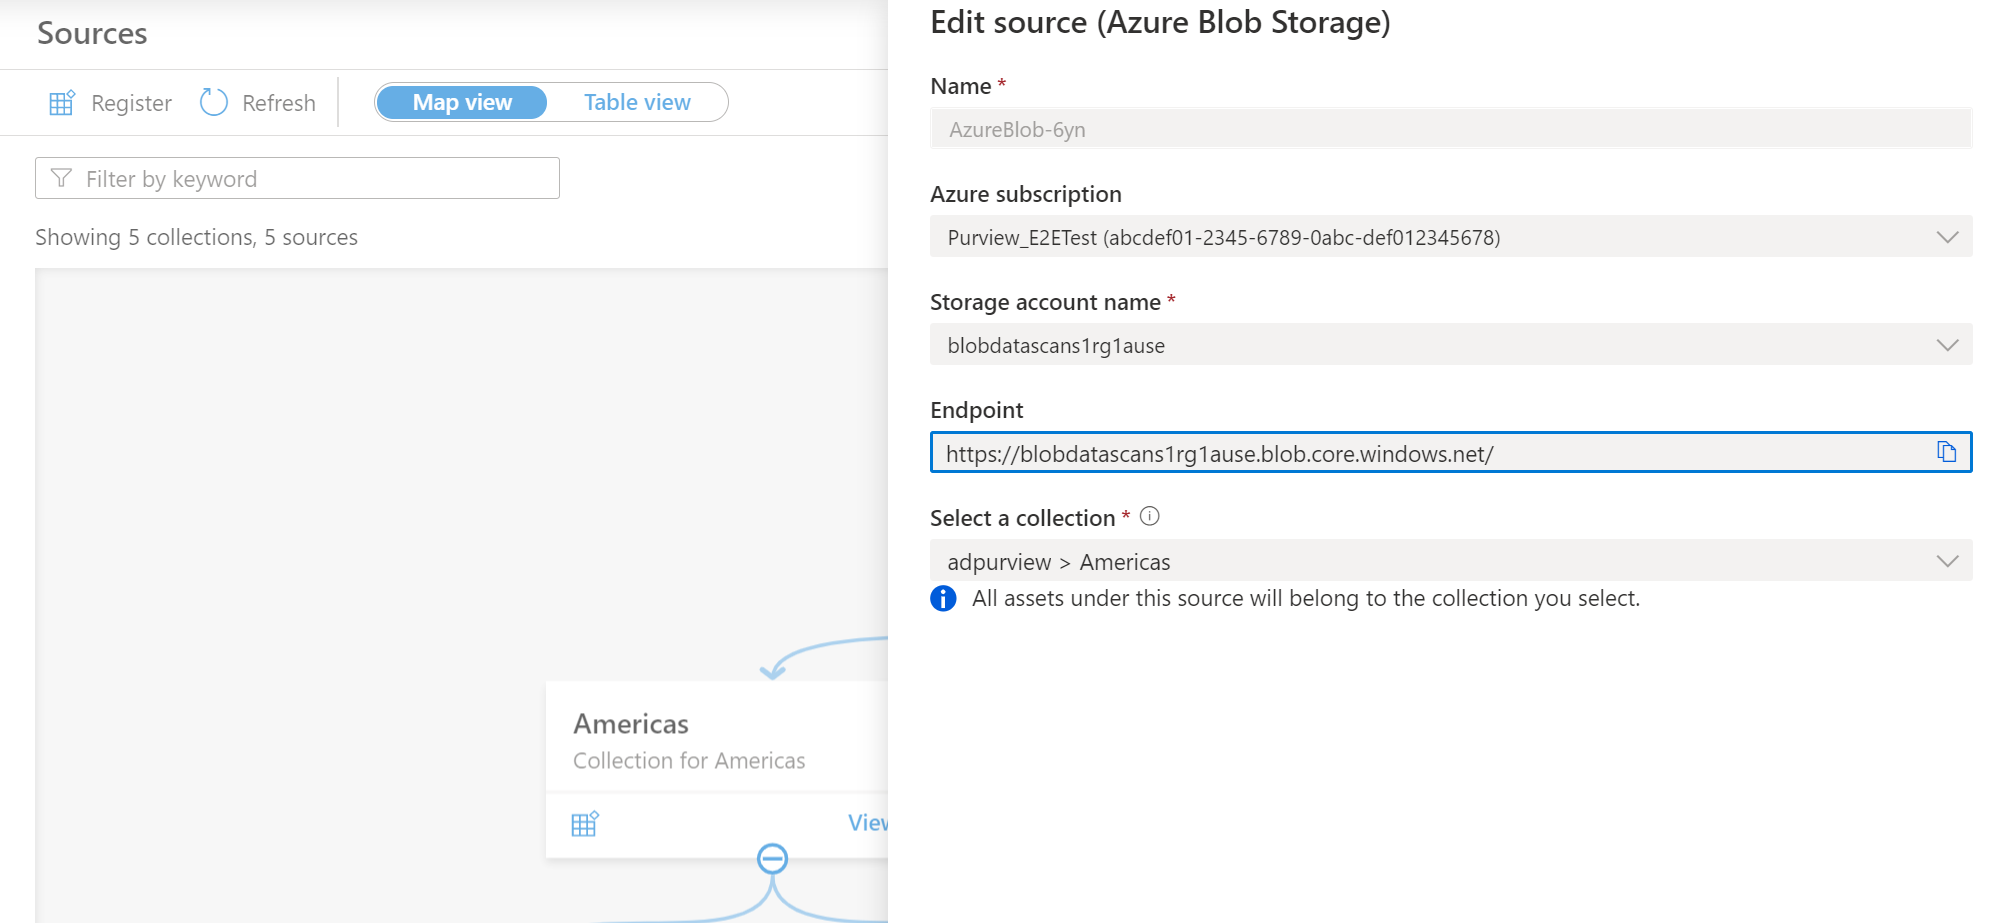 Sources
Register
Refresh
Map view
Table view
Filter by keyword
Showing 5 collections, 5 sources
Americas
Collection for Americas
View
Edit source (Azure Blob Storage)
Name *
AzureBlob-6yn
Azure subscription
Purview_E2ETest (abcdef01-2345-6789-0abc-def012345678)
Storage account name *
blobdatascans1rg1ause
Endpoint
https://blobdatascans1rg1ause.blob.core.windows.net/
Select a collection *
adpurview > Americas
All assets under this source will belong to the collection you select.